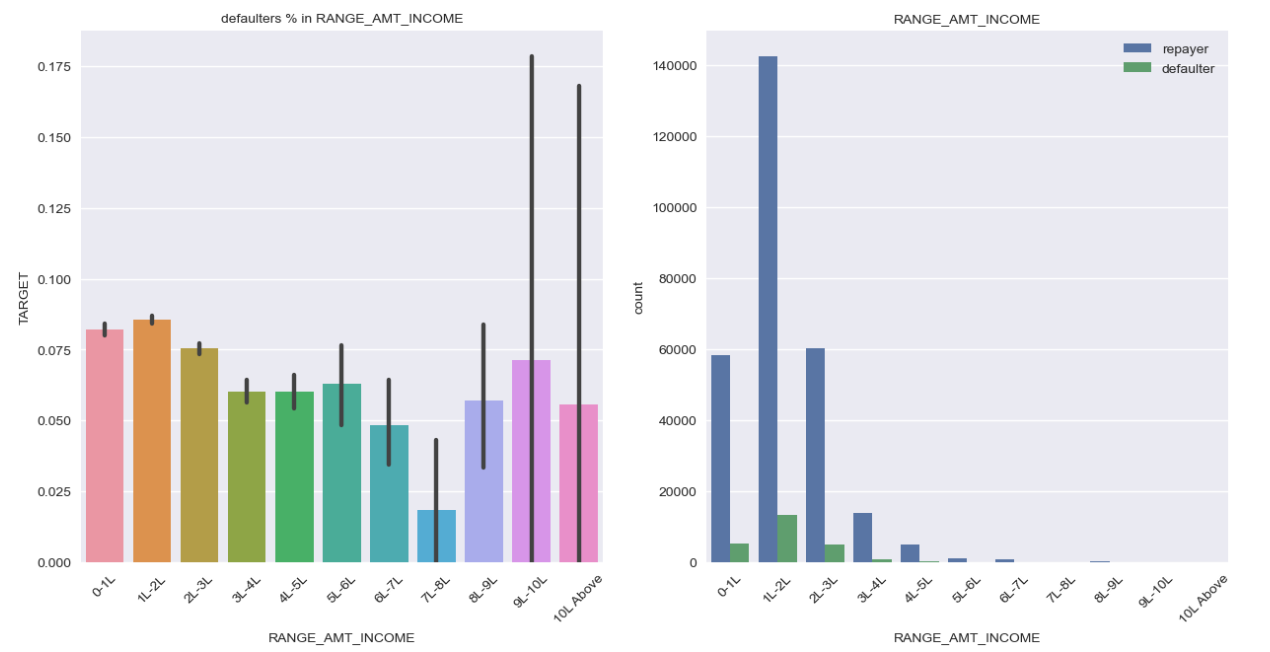 defaulters % in RANGE_AMT_INCOME
TARGET
0.175
0.150
0.125
0.100
0.075
0.050
0.025
0.000
0-1L
1L-2L
2L-3L
3L-4L
4L-5L
5L-6L
6L-7L
7L-8L
8L-9L
9L-10L
10L Above
RANGE_AMT_INCOME
RANGE_AMT_INCOME
repayer
defaulter
count
140000
120000
100000
80000
60000
40000
20000
0
0-1L
1L-2L
2L-3L
3L-4L
4L-5L
5L-6L
6L-7L
7L-8L
8L-9L
9L-10L
10L Above
RANGE_AMT_INCOME